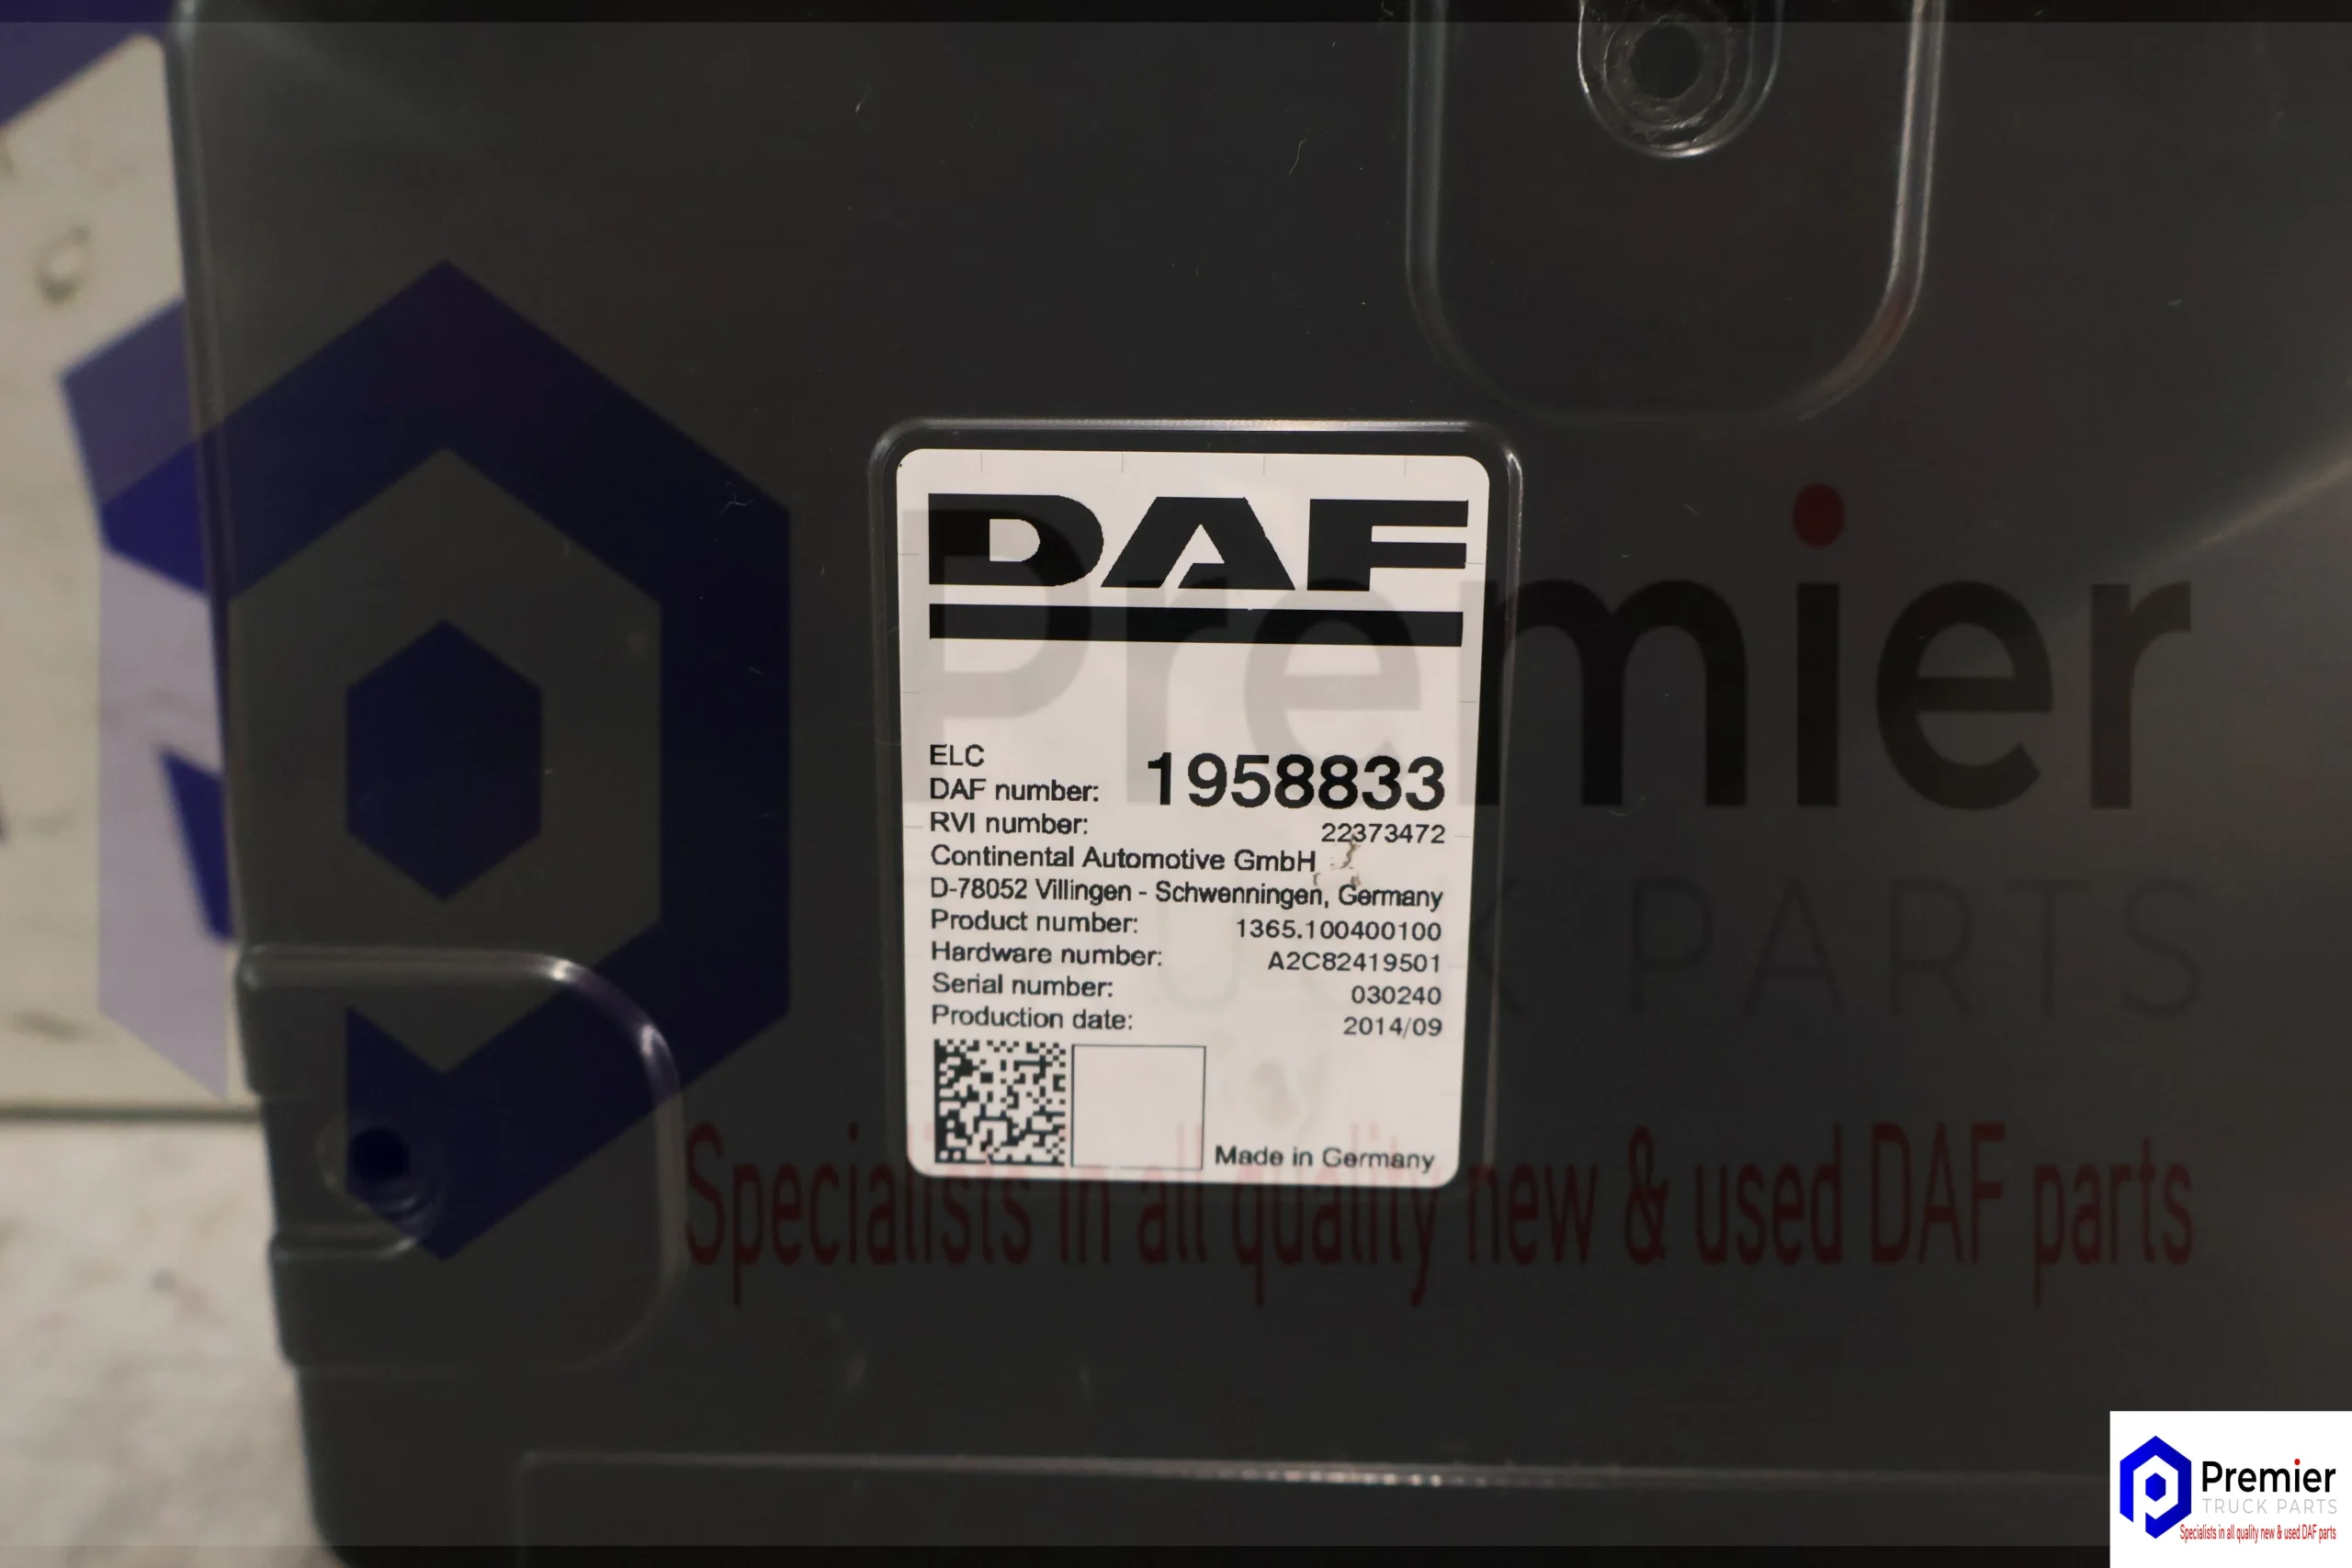 DAF
ELC
DAF number: 1958833
RVI number: 22373472
Continental Automotive GmbH
D-78052 Villingen - Schwenningen, Germany
Product number: 1365.100400100
Hardware number: A2C82419501
Serial number: 030240
Production date: 2014/09
Made in Germany
Premier
TRUCK PARTS
Specialists in all quality new & used DAF parts
Premier
TRUCK PARTS
Specialists in all quality new & used DAF parts